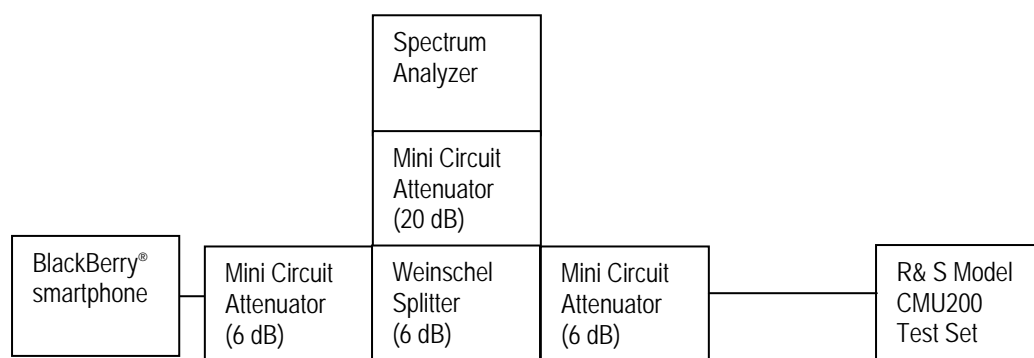 Spectrum
Analyzer
Mini Circuit
Attenuator
(20 dB)
BlackBerry®
smartphone
Mini Circuit
Attenuator
(6 dB)
Weinschel
Splitter
(6 dB)
Mini Circuit
Attenuator
(6 dB)
R& S Model
CMU200
Test Set